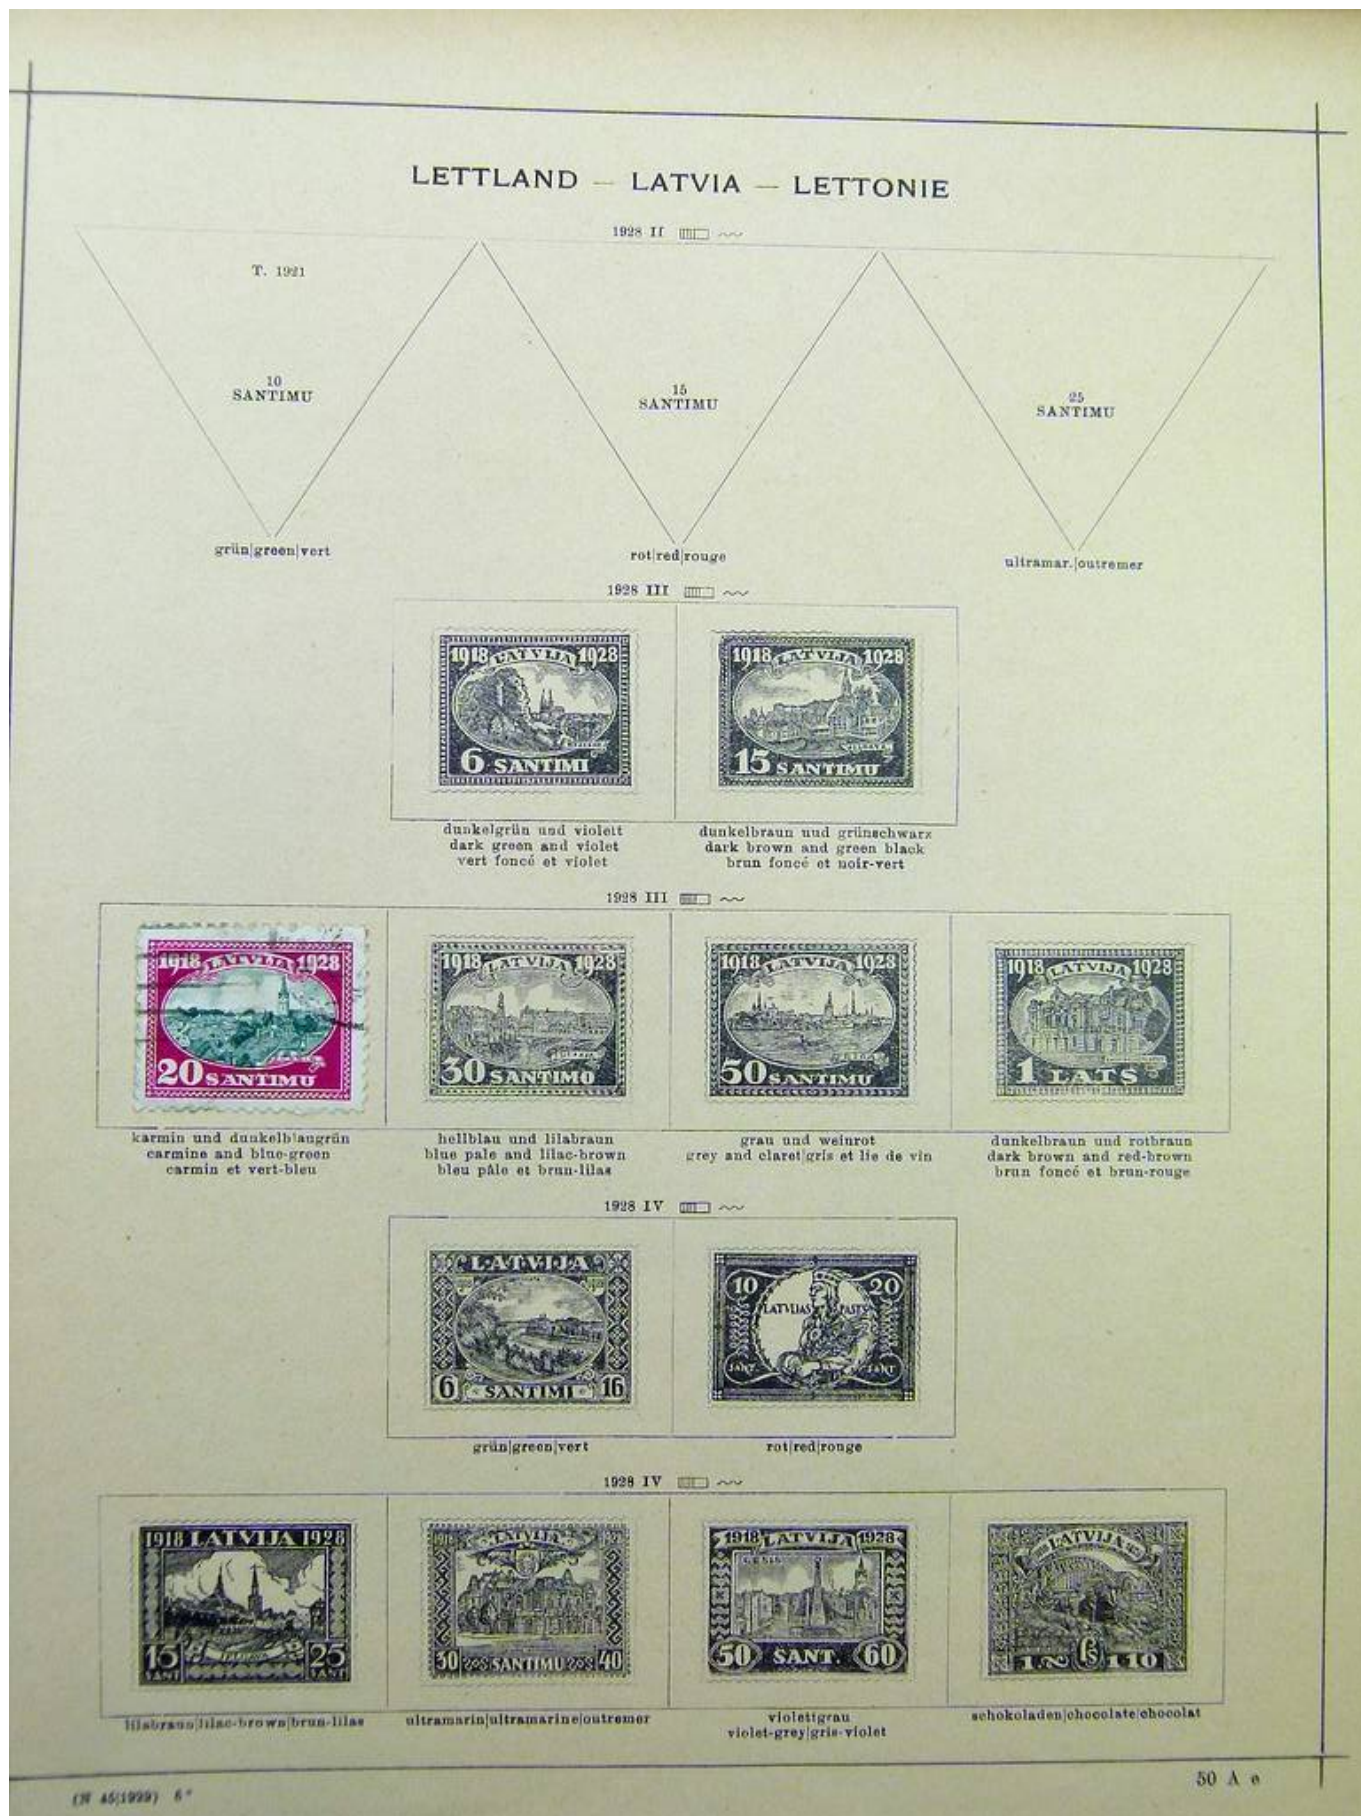 LETTLAND — LATVIA — LETTONIE
1928 II
T. 1921
10
SANTIMU
15
SANTIMU
25
SANTIMU
grün|green|vert
rot|red|rouge
ultramar.|outremer
1928 III
1918 LATVIJA 1928
6 SANTIMI
1918 LATVIJA 1928
15 SANTIMU
dunkelgrün und violett
dark green and violet
vert foncé et violet
dunkelbraun und grünschwarz
dark brown and green black
brun foncé et noir-vert
1928 III
1918 LATVIJA 1928
20 SANTIMU
1918 LATVIJA 1928
30 SANTIMO
1918 LATVIJA 1928
50 SANTIMU
1918 LATVIJA 1928
1 LATS
karmin und dunkelblaugrün
carmine and blue-green
carmin et vert-bleu
hellblau und lilabraun
blue pale and lilac-brown
bleu pâle et brun-lilas
grau und weinrot
grey and claret|gris et lie de vin
dunkelbraun und rotbraun
dark brown and red-brown
brun foncé et brun-rouge
1928 IV
LATVIJA
6 SANTIMI 16
10 20
LATVIJAS PASTS
SANT SANT
grün|green|vert
rot|red|rouge
1928 IV
1918 LATVIJA 1928
15 25
SANT SANT
LATVIJA
30 SANTIMU 40
1918 LATVIJA 1928
CESIS
50 SANT. 60
LATVIJA
1.N LS 1.10
lilabraun|lilac-brown|brun-lilas
ultramarin|ultramarine|outremer
violettgrau
violet-grey|gris-violet
schokoladen|chocolate|chocolat
50 A e
(N 45|1929) 6*